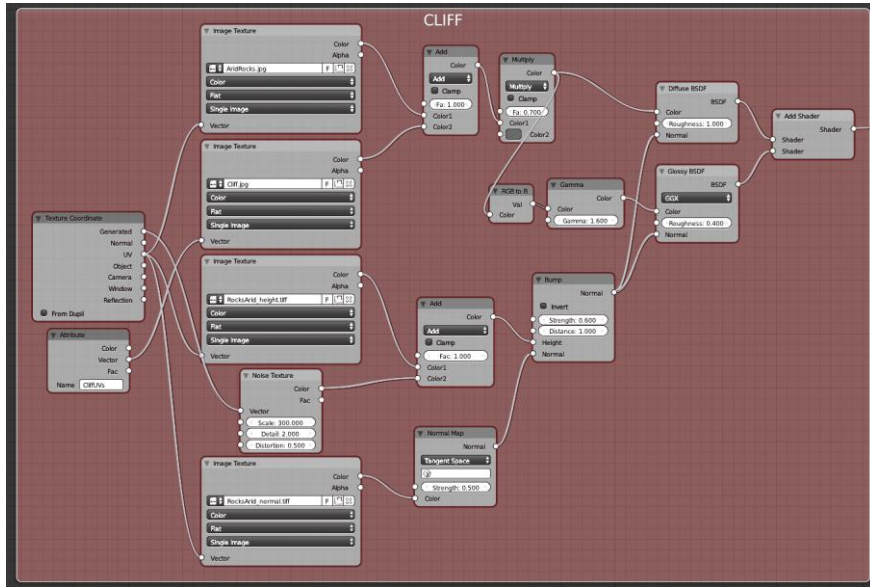 CLIFF
Image Texture
Color
Alpha
AridRocks.jpg F
Color
Flat
Single Image
Vector
Image Texture
Color
Alpha
Cliff.jpg F
Color
Flat
Single Image
Vector
Texture Coordinate
Generated
Normal
UV
Object
Camera
Window
Reflection
From Dupli
Attribute
Color
Vector
Fac
Name CliffUVs
Image Texture
Color
Alpha
RocksArid_height.tiff F
Color
Flat
Single Image
Vector
Noise Texture
Color
Fac
Vector
Scale: 300.000
Detail: 2.000
Distortion: 0.500
Image Texture
Color
Alpha
RocksArid_normal.tiff F
Color
Flat
Single Image
Vector
Add
Color
Add
Clamp
Fa: 1.000
Color1
Color2
Multiply
Color
Multiply
Clamp
Fa: 0.700
Color1
Color2
RGB to B
Val
Color
Gamma
Color
Color
Gamma: 1.600
Add
Color
Add
Clamp
Fac: 1.000
Color1
Color2
Normal Map
Normal
Tangent Space
Strength: 0.500
Color
Bump
Normal
Invert
Strength: 0.600
Distance: 1.000
Height
Normal
Diffuse BSDF
BSDF
Color
Roughness: 1.000
Normal
Glossy BSDF
BSDF
GGX
Color
Roughness: 0.400
Normal
Add Shader
Shader
Shader
Shader